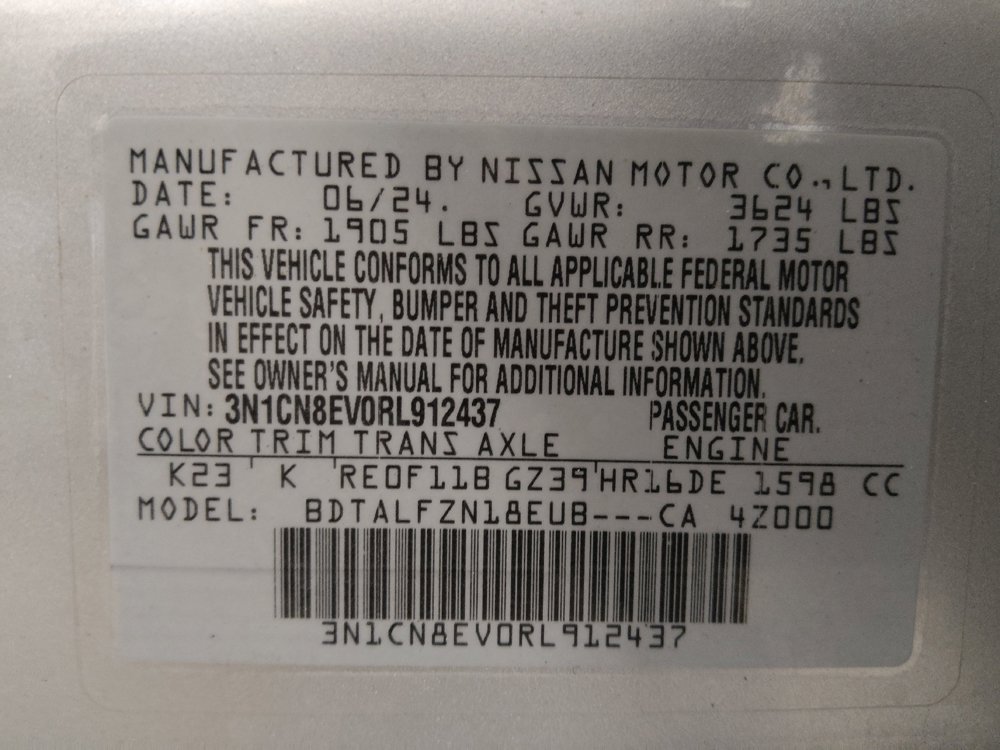 MANUFACTURED BY NISSAN MOTOR CO.,LTD.
DATE: 06/24. GVWR: 3624 LBS
GAWR FR: 1905 LBS GAWR RR: 1735 LBS
THIS VEHICLE CONFORMS TO ALL APPLICABLE FEDERAL MOTOR
VEHICLE SAFETY, BUMPER AND THEFT PREVENTION STANDARDS
IN EFFECT ON THE DATE OF MANUFACTURE SHOWN ABOVE.
SEE OWNER'S MANUAL FOR ADDITIONAL INFORMATION.
VIN: 3N1CN8EV0RL912437 PASSENGER CAR.
COLOR TRIM TRANS AXLE ENGINE
K23 K RE0F11B GZ39 HR16DE 1598 CC
MODEL: BDTALFZN18EUB---CA 4Z000
3N1CN8EV0RL912437